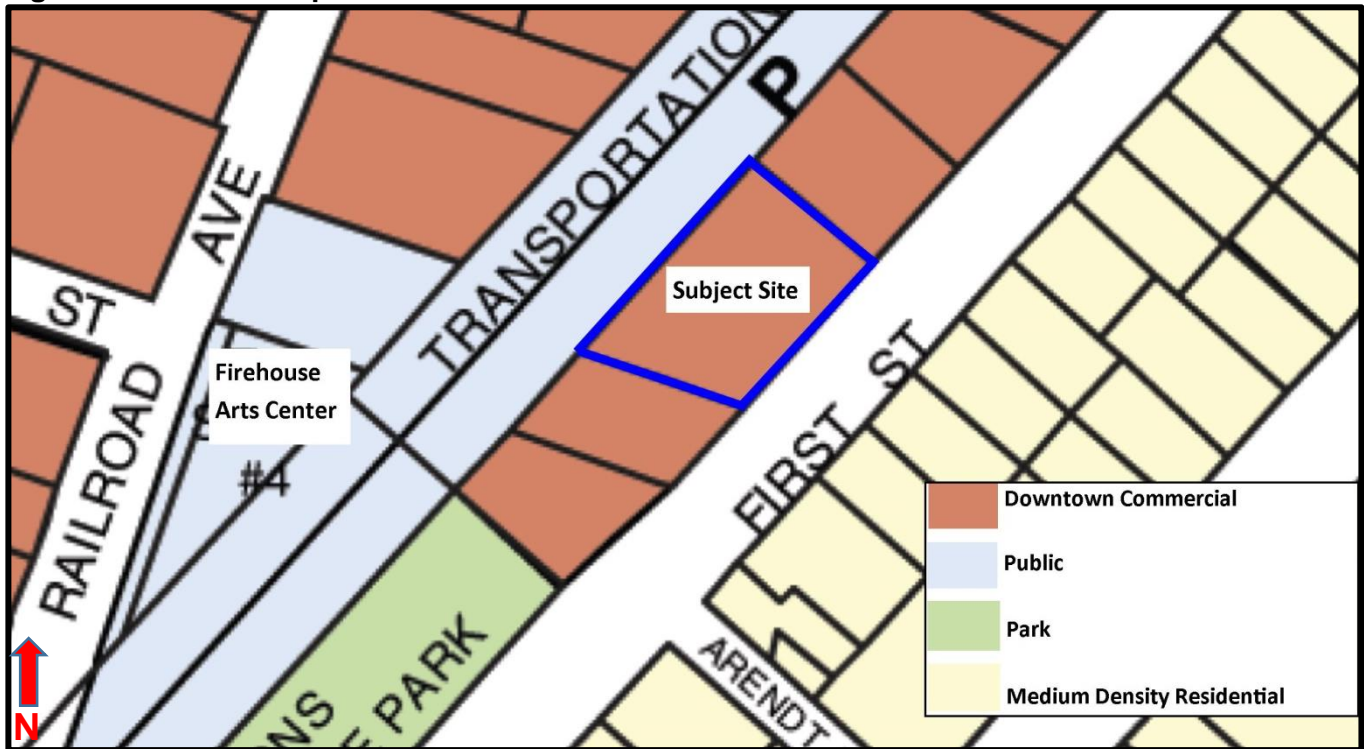 TRANSPORTATION
P
AVE
ST
Subject Site
Firehouse
Arts Center
#4
RAILROAD
FIRST ST
ARENDT
PARK
Downtown Commercial
Public
Park
Medium Density Residential
N